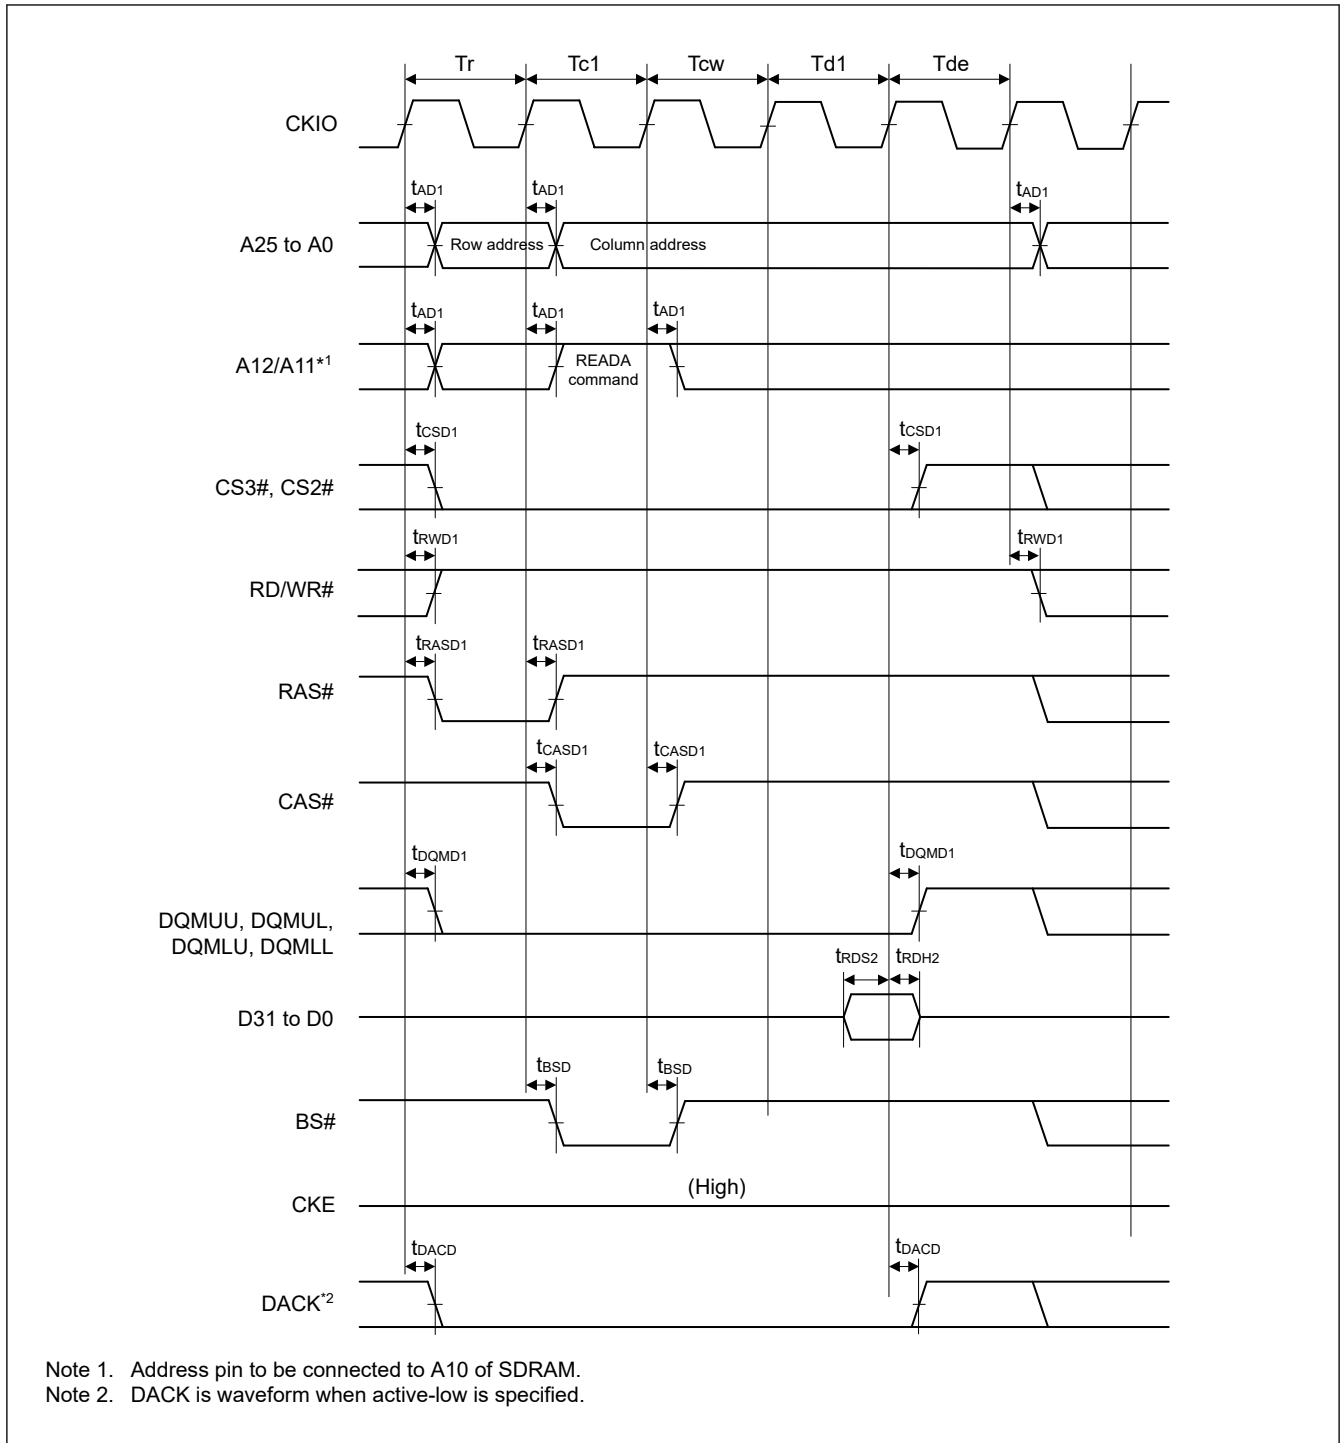 Tr Tc1 Tcw Td1 Tde
CKIO
tAD1 tAD1 tAD1
A25 to A0 Row address Column address
tAD1 tAD1 tAD1
A12/A11*1 READA
command
tCSD1 tCSD1
CS3#, CS2#
tRWD1 tRWD1
RD/WR#
tRASD1 tRASD1
RAS#
tCASD1 tCASD1
CAS#
tDQMD1 tDQMD1
DQMUU, DQMUL,
DQMLU, DQMLL
tRDS2 tRDH2
D31 to D0
tBSD tBSD
BS#
(High)
CKE
tDACD tDACD
DACK*2
Note 1. Address pin to be connected to A10 of SDRAM.
Note 2. DACK is waveform when active-low is specified.